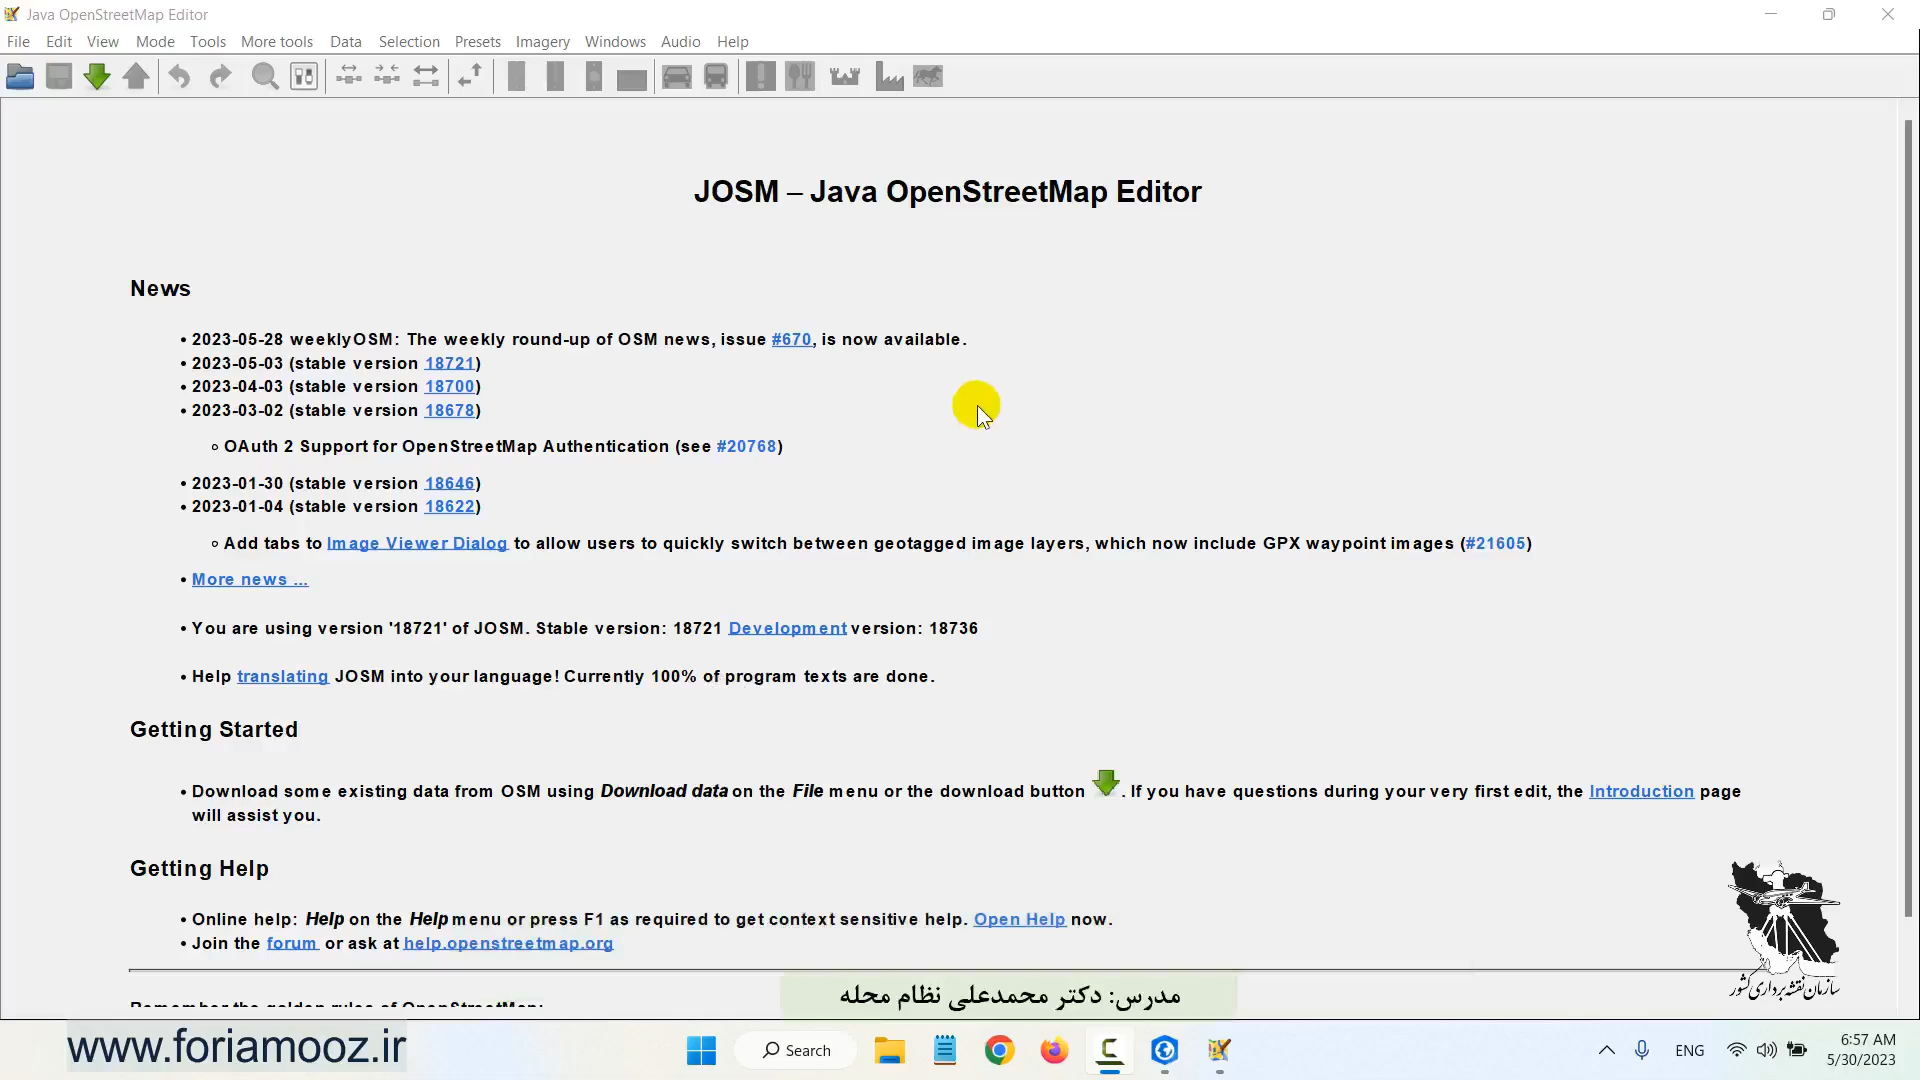 Java OpenStreetMap Editor
File Edit View Mode Tools More tools Data Selection Presets Imagery Windows Audio Help
JOSM – Java OpenStreetMap Editor
News
• 2023-05-28 weeklyOSM: The weekly round-up of OSM news, issue #670, is now available.
• 2023-05-03 (stable version 18721)
• 2023-04-03 (stable version 18700)
• 2023-03-02 (stable version 18678)
OAuth 2 Support for OpenStreetMap Authentication (see #20768)
• 2023-01-30 (stable version 18646)
• 2023-01-04 (stable version 18622)
Add tabs to Image Viewer Dialog to allow users to quickly switch between geotagged image layers, which now include GPX waypoint images (#21605)
• More news ...
• You are using version '18721' of JOSM. Stable version: 18721 Development version: 18736
• Help translating JOSM into your language! Currently 100% of program texts are done.
Getting Started
• Download some existing data from OSM using Download data on the File menu or the download button . If you have questions during your very first edit, the Introduction page
will assist you.
Getting Help
• Online help: Help on the Help menu or press F1 as required to get context sensitive help. Open Help now.
• Join the forum or ask at help.openstreetmap.org
سازمان نقشه برداری کشور
Remember the golden rules of OpenStreetMap:
مدرس: دکتر محمدعلی نظام محله
www.foriamooz.ir
Search
ENG
6:57 AM
5/30/2023